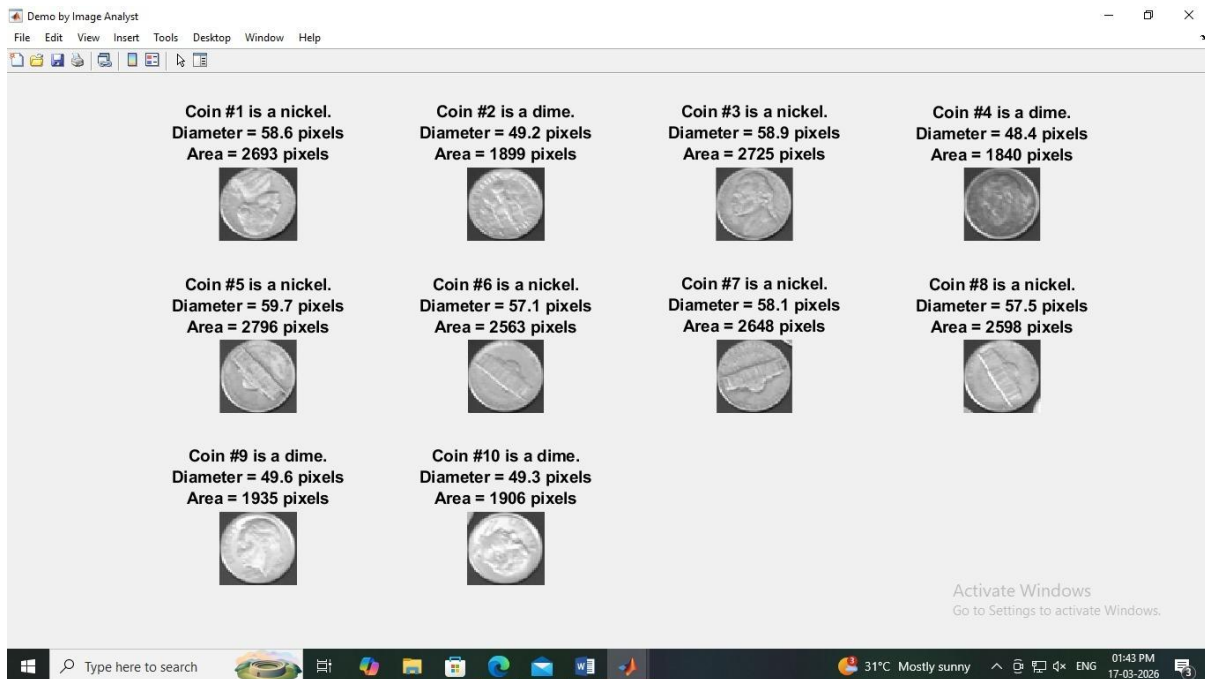 Demo by Image Analyst
File Edit View Insert Tools Desktop Window Help
Coin #1 is a nickel.
Diameter = 58.6 pixels
Area = 2693 pixels
Coin #2 is a dime.
Diameter = 49.2 pixels
Area = 1899 pixels
Coin #3 is a nickel.
Diameter = 58.9 pixels
Area = 2725 pixels
Coin #4 is a dime.
Diameter = 48.4 pixels
Area = 1840 pixels
Coin #5 is a nickel.
Diameter = 59.7 pixels
Area = 2796 pixels
Coin #6 is a nickel.
Diameter = 57.1 pixels
Area = 2563 pixels
Coin #7 is a nickel.
Diameter = 58.1 pixels
Area = 2648 pixels
Coin #8 is a nickel.
Diameter = 57.5 pixels
Area = 2598 pixels
Coin #9 is a dime.
Diameter = 49.6 pixels
Area = 1935 pixels
Coin #10 is a dime.
Diameter = 49.3 pixels
Area = 1906 pixels
Activate Windows
Go to Settings to activate Windows.
Type here to search
31°C Mostly sunny
ENG
01:43 PM
17-03-2026
3